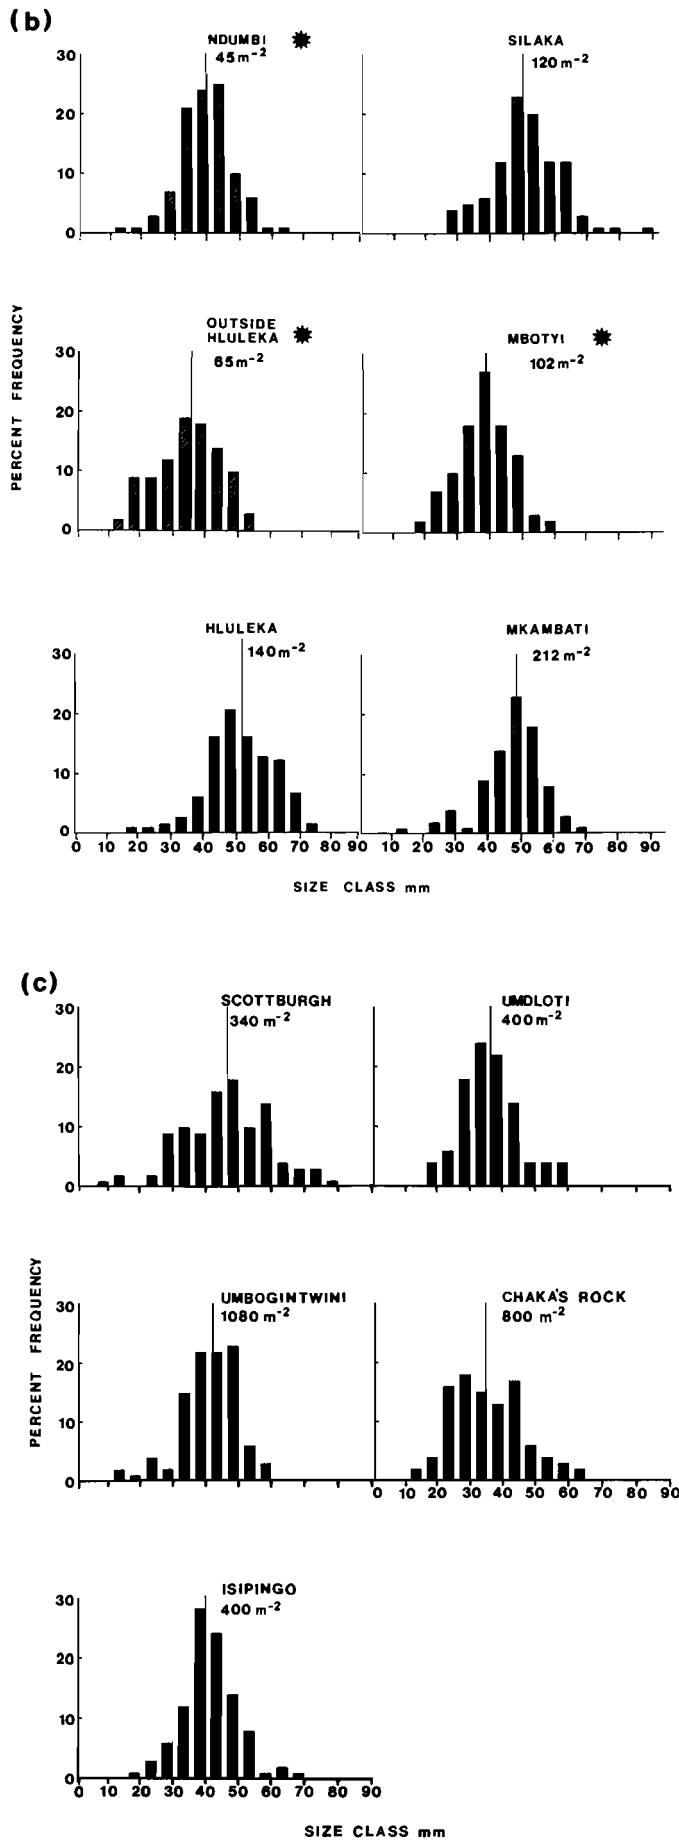 (b)
NDUMBI
45 m-2
30
20
10
0
SILAKA
120 m-2
PERCENT FREQUENCY
OUTSIDE
HLULEKA
65 m-2
30
20
10
0
MBOTYI
102 m-2
HLULEKA
140 m-2
30
20
10
0
0 10 20 30 40 50 60 70 80 90
MKAMBATI
212 m-2
10 20 30 40 50 60 70 80 90
SIZE CLASS mm
(c)
SCOTTBURGH
340 m-2
30
20
10
0
UMDLOTI
400 m-2
PERCENT FREQUENCY
UMBOGINTWINI
1080 m-2
30
20
10
0
CHAKA'S ROCK
800 m-2
0 10 20 30 40 50 60 70 80 90
ISIPINGO
400 m-2
30
20
10
0
0 10 20 30 40 50 60 70 80 90
SIZE CLASS mm